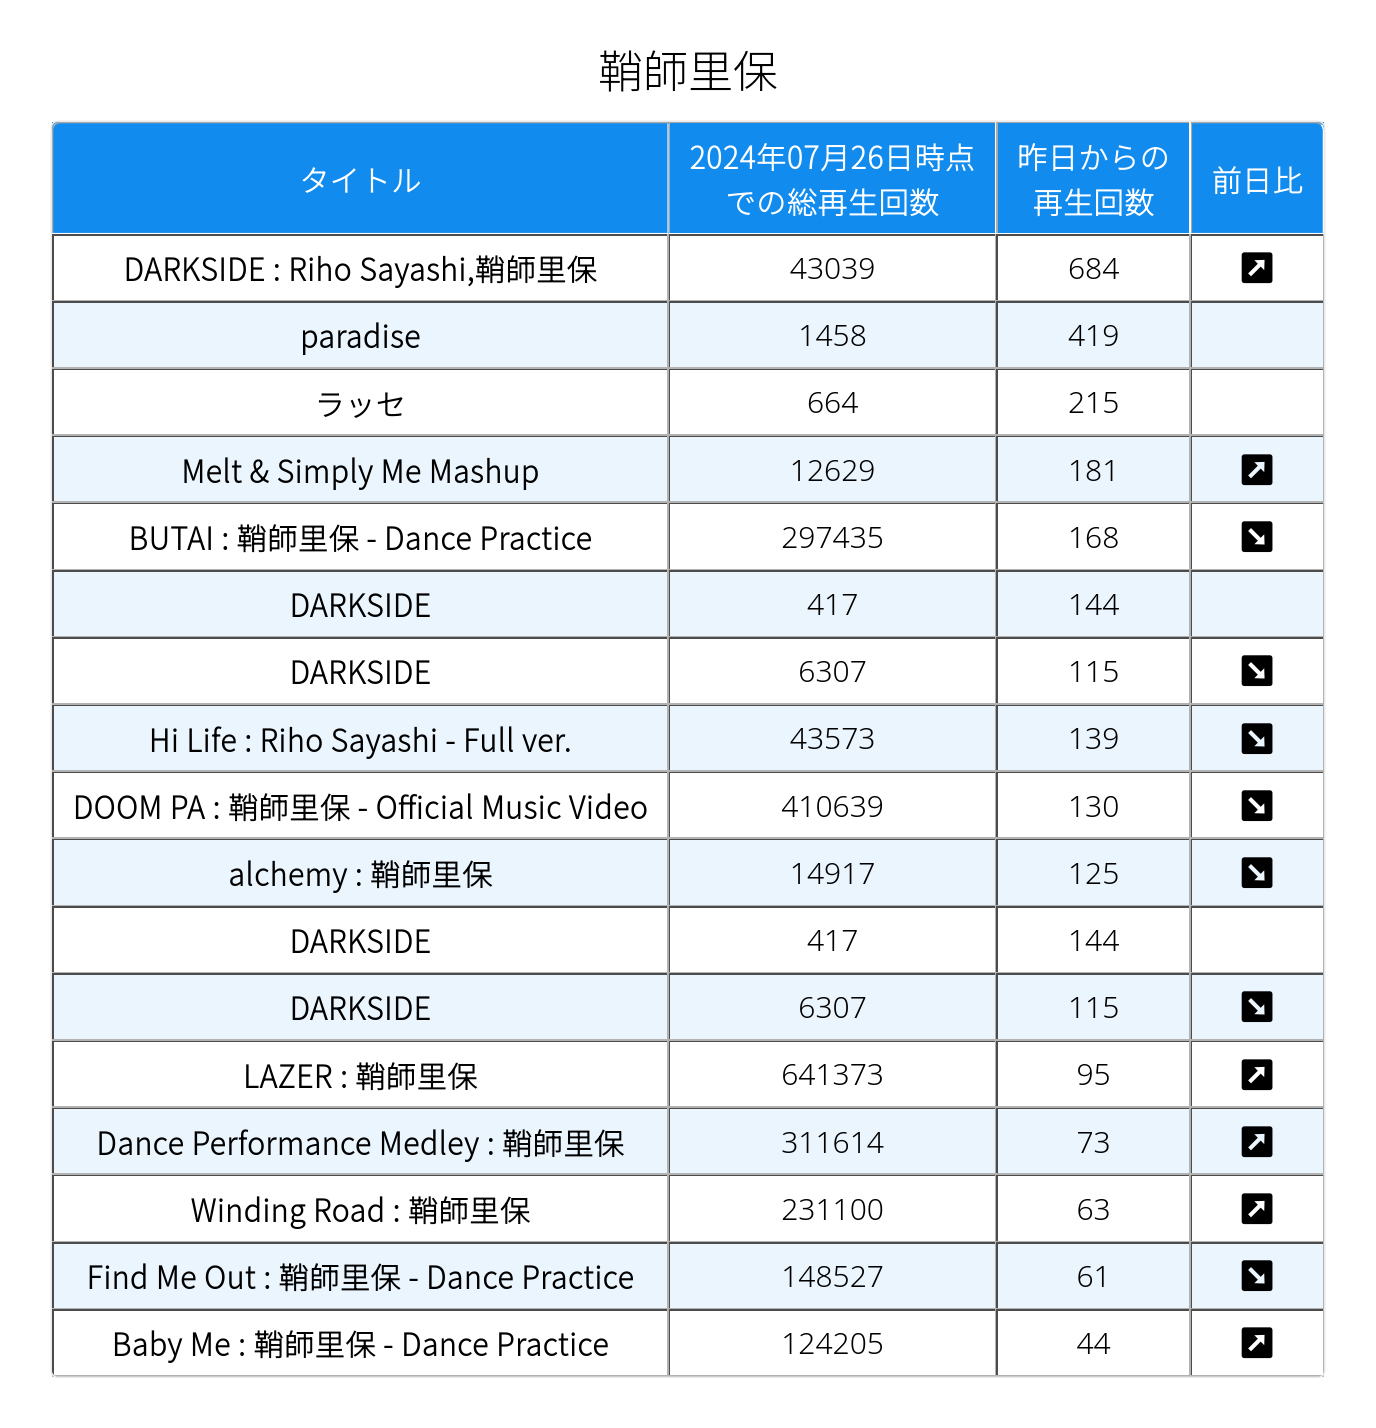 鞘師里保
タイトル 2024年07月26日時点 昨日からの 前日比
での総再生回数 再生回数
DARKSIDE : Riho Sayashi,鞘師里保 43039 684
paradise 1458 419
ラッセ 664 215
Melt & Simply Me Mashup 12629 181
BUTAI : 鞘師里保 - Dance Practice 297435 168
DARKSIDE 417 144
DARKSIDE 6307 115
Hi Life : Riho Sayashi - Full ver. 43573 139
DOOM PA : 鞘師里保 - Official Music Video 410639 130
alchemy : 鞘師里保 14917 125
DARKSIDE 417 144
DARKSIDE 6307 115
LAZER : 鞘師里保 641373 95
Dance Performance Medley : 鞘師里保 311614 73
Winding Road : 鞘師里保 231100 63
Find Me Out : 鞘師里保 - Dance Practice 148527 61
Baby Me : 鞘師里保 - Dance Practice 124205 44